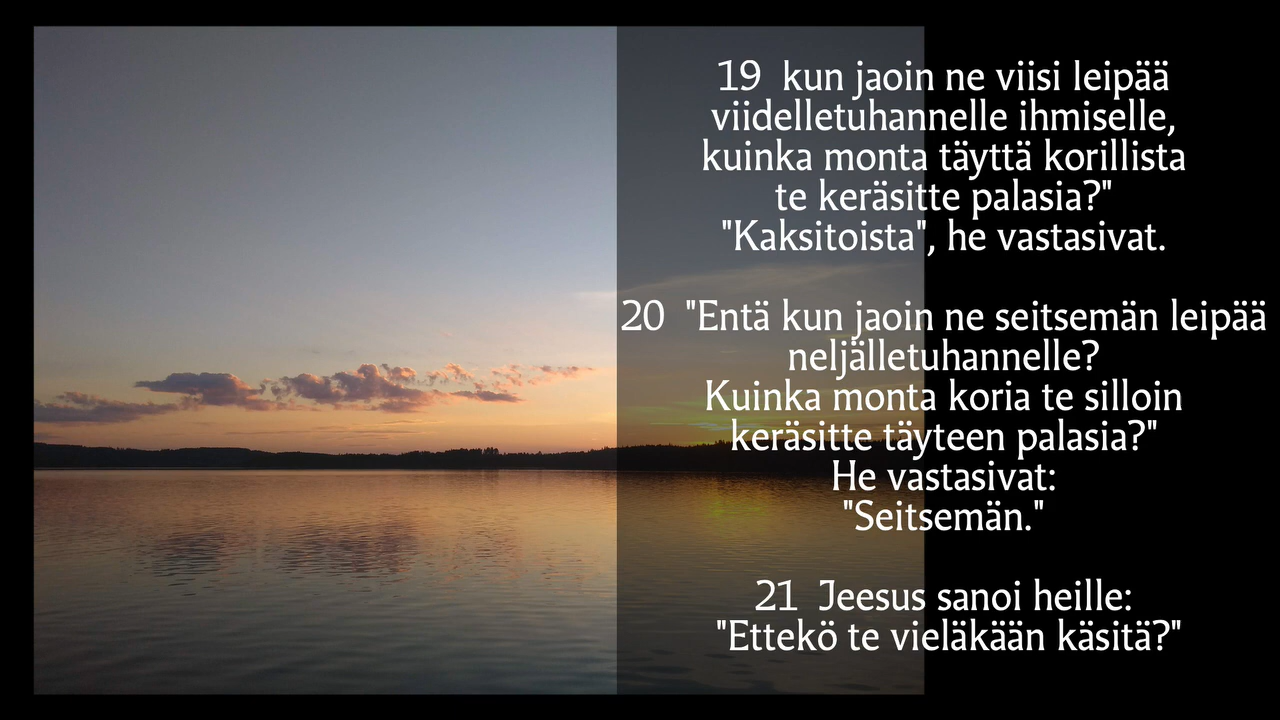 19 kun jaoin ne viisi leipää
viidelletuhannelle ihmiselle,
kuinka monta täyttä korillista
te keräsitte palasia?"
"Kaksitoista", he vastasivat.
20 "Entä kun jaoin ne seitsemän leipää
neljälletuhannelle?
Kuinka monta koria te silloin
keräsitte täyteen palasia?"
He vastasivat:
"Seitsemän."
21 Jeesus sanoi heille:
"Ettekö te vieläkään käsitä?"